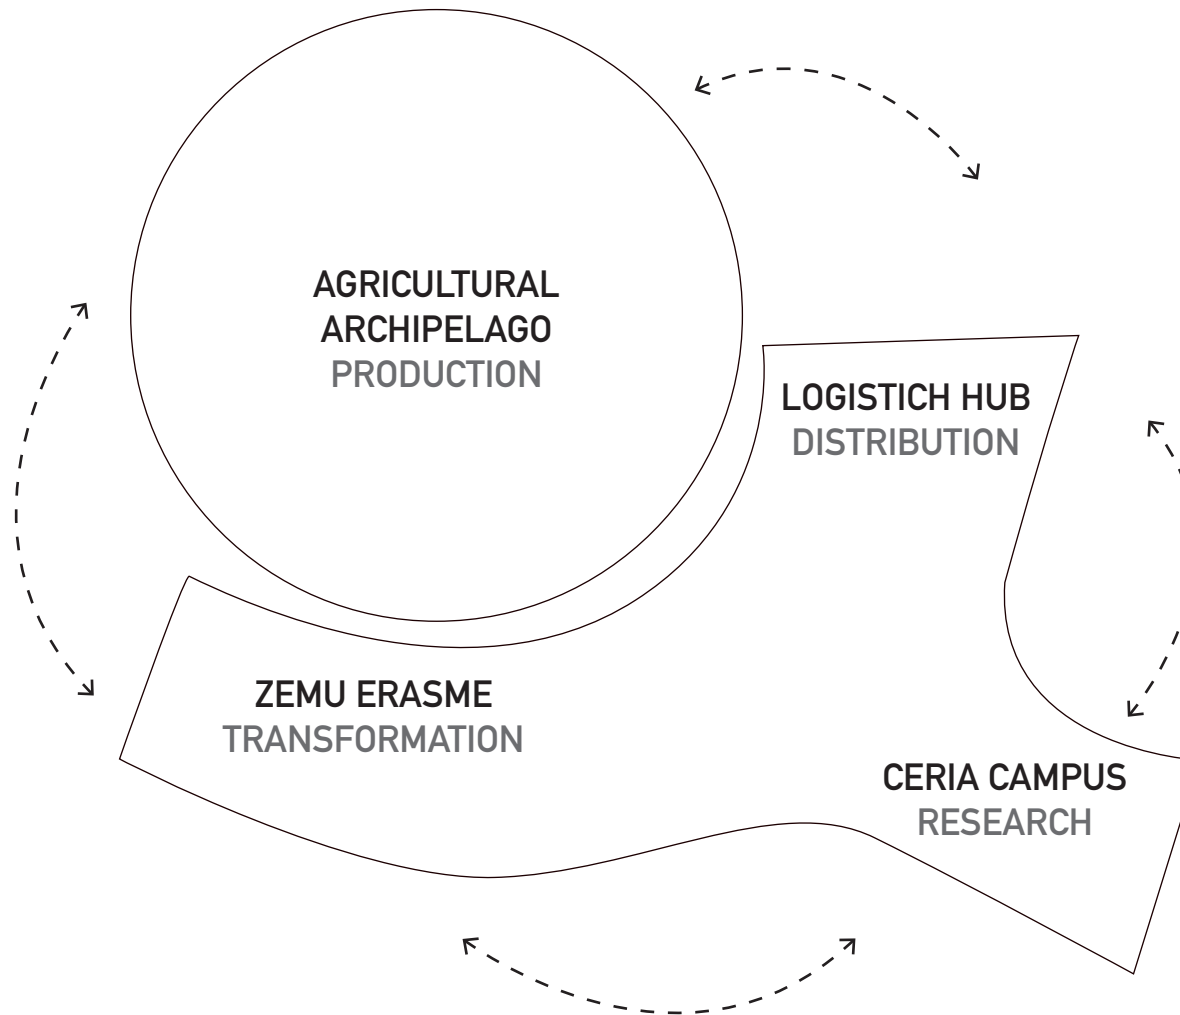 AGRICULTURAL
ARCHIPELAGO
PRODUCTION
LOGISTICH HUB
DISTRIBUTION
ZEMU ERASME
TRANSFORMATION
CERIA CAMPUS
RESEARCH